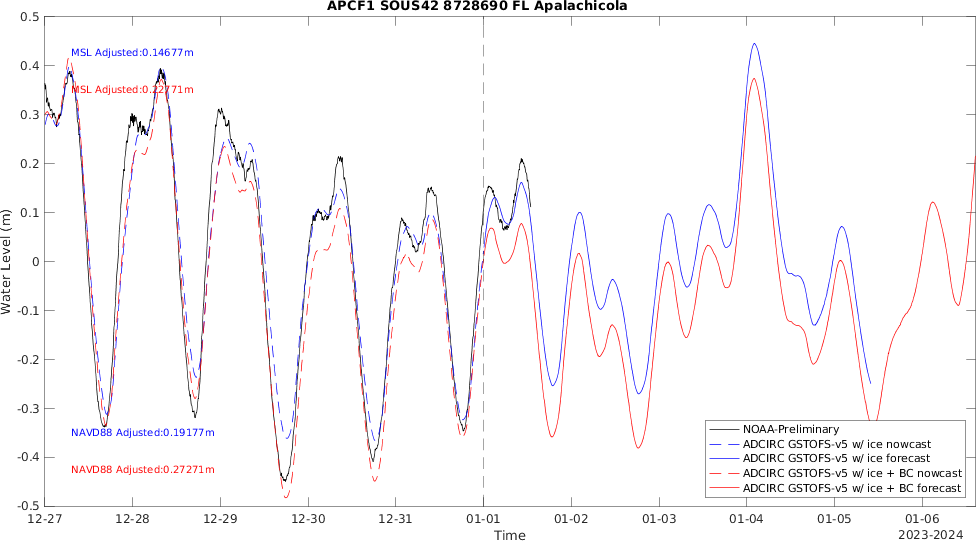 APCF1 SOUS42 8728690 FL Apalachicola
0.5
0.4
0.3
0.2
0.1
0
-0.1
-0.2
-0.3
-0.4
-0.5
Water Level (m)
MSL Adjusted:0.14677m
MSL Adjusted:0.22771m
NAVD88 Adjusted:0.19177m
NAVD88 Adjusted:0.27271m
NOAA-Preliminary
ADCIRC GSTOFS-v5 w/ ice nowcast
ADCIRC GSTOFS-v5 w/ ice forecast
ADCIRC GSTOFS-v5 w/ ice + BC nowcast
ADCIRC GSTOFS-v5 w/ ice + BC forecast
12-27 12-28 12-29 12-30 12-31 01-01 01-02 01-03 01-04 01-05 01-06
Time
2023-2024